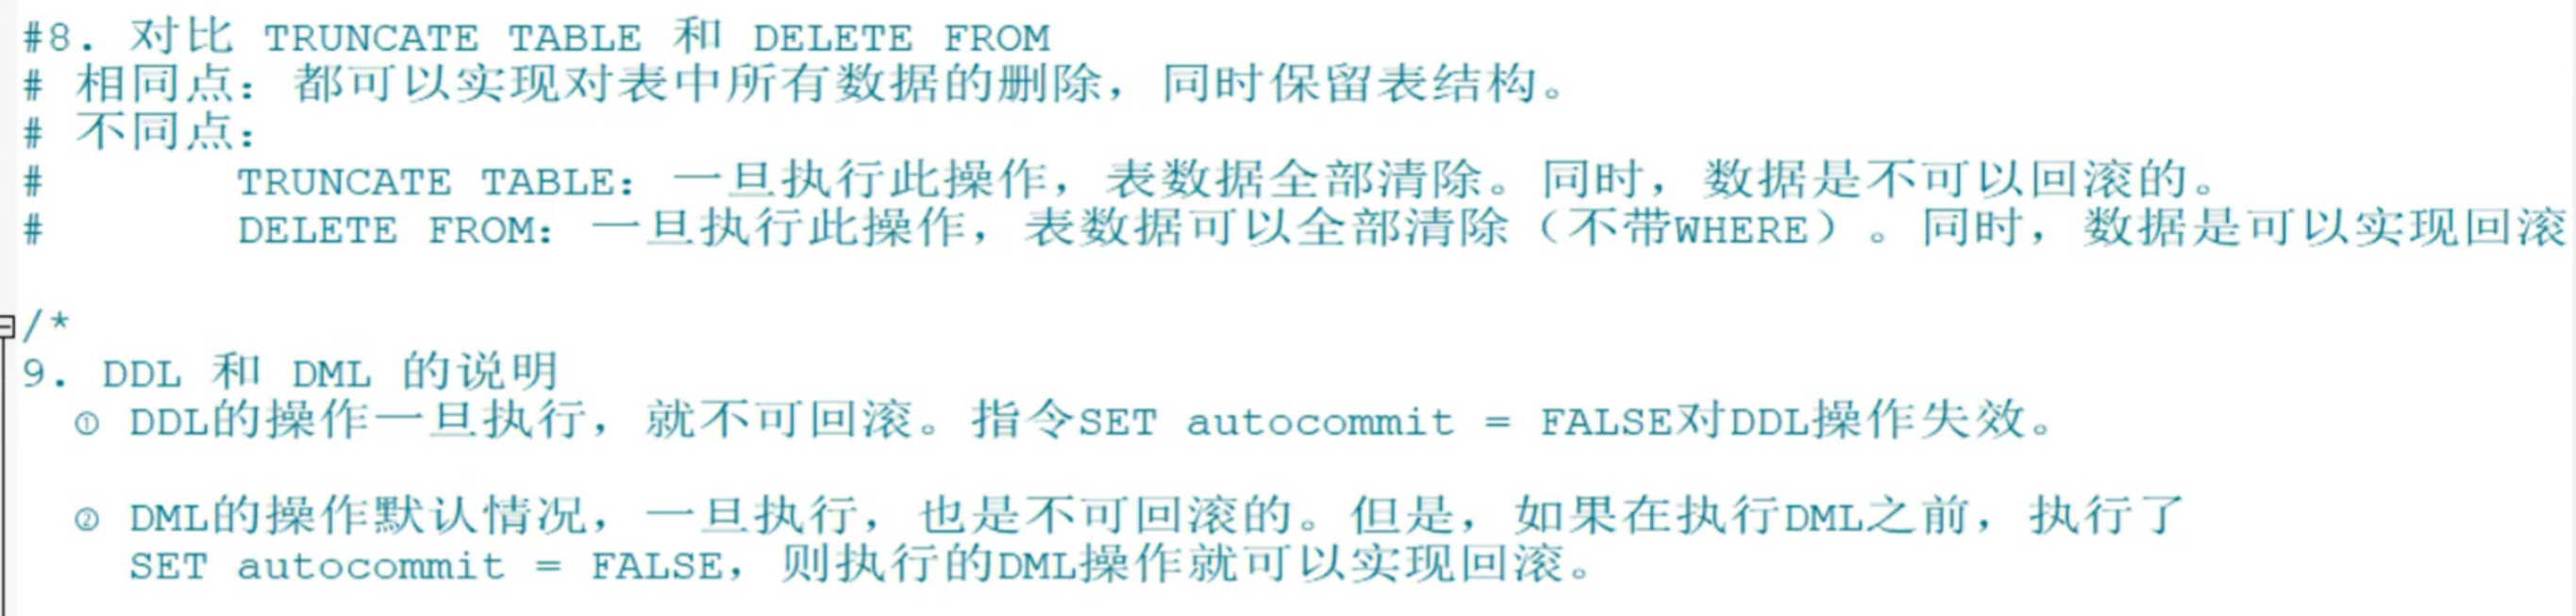 #8. 对比 TRUNCATE TABLE 和 DELETE FROM
# 相同点：都可以实现对表中所有数据的删除，同时保留表结构。
# 不同点：
#     TRUNCATE TABLE：一旦执行此操作，表数据全部清除。同时，数据是不可以回滚的。
#     DELETE FROM：一旦执行此操作，表数据可以全部清除（不带WHERE）。同时，数据是可以实现回滚
/*
9. DDL 和 DML 的说明
① DDL的操作一旦执行，就不可回滚。指令SET autocommit = FALSE对DDL操作失效。
② DML的操作默认情况，一旦执行，也是不可回滚的。但是，如果在执行DML之前，执行了
SET autocommit = FALSE，则执行的DML操作就可以实现回滚。